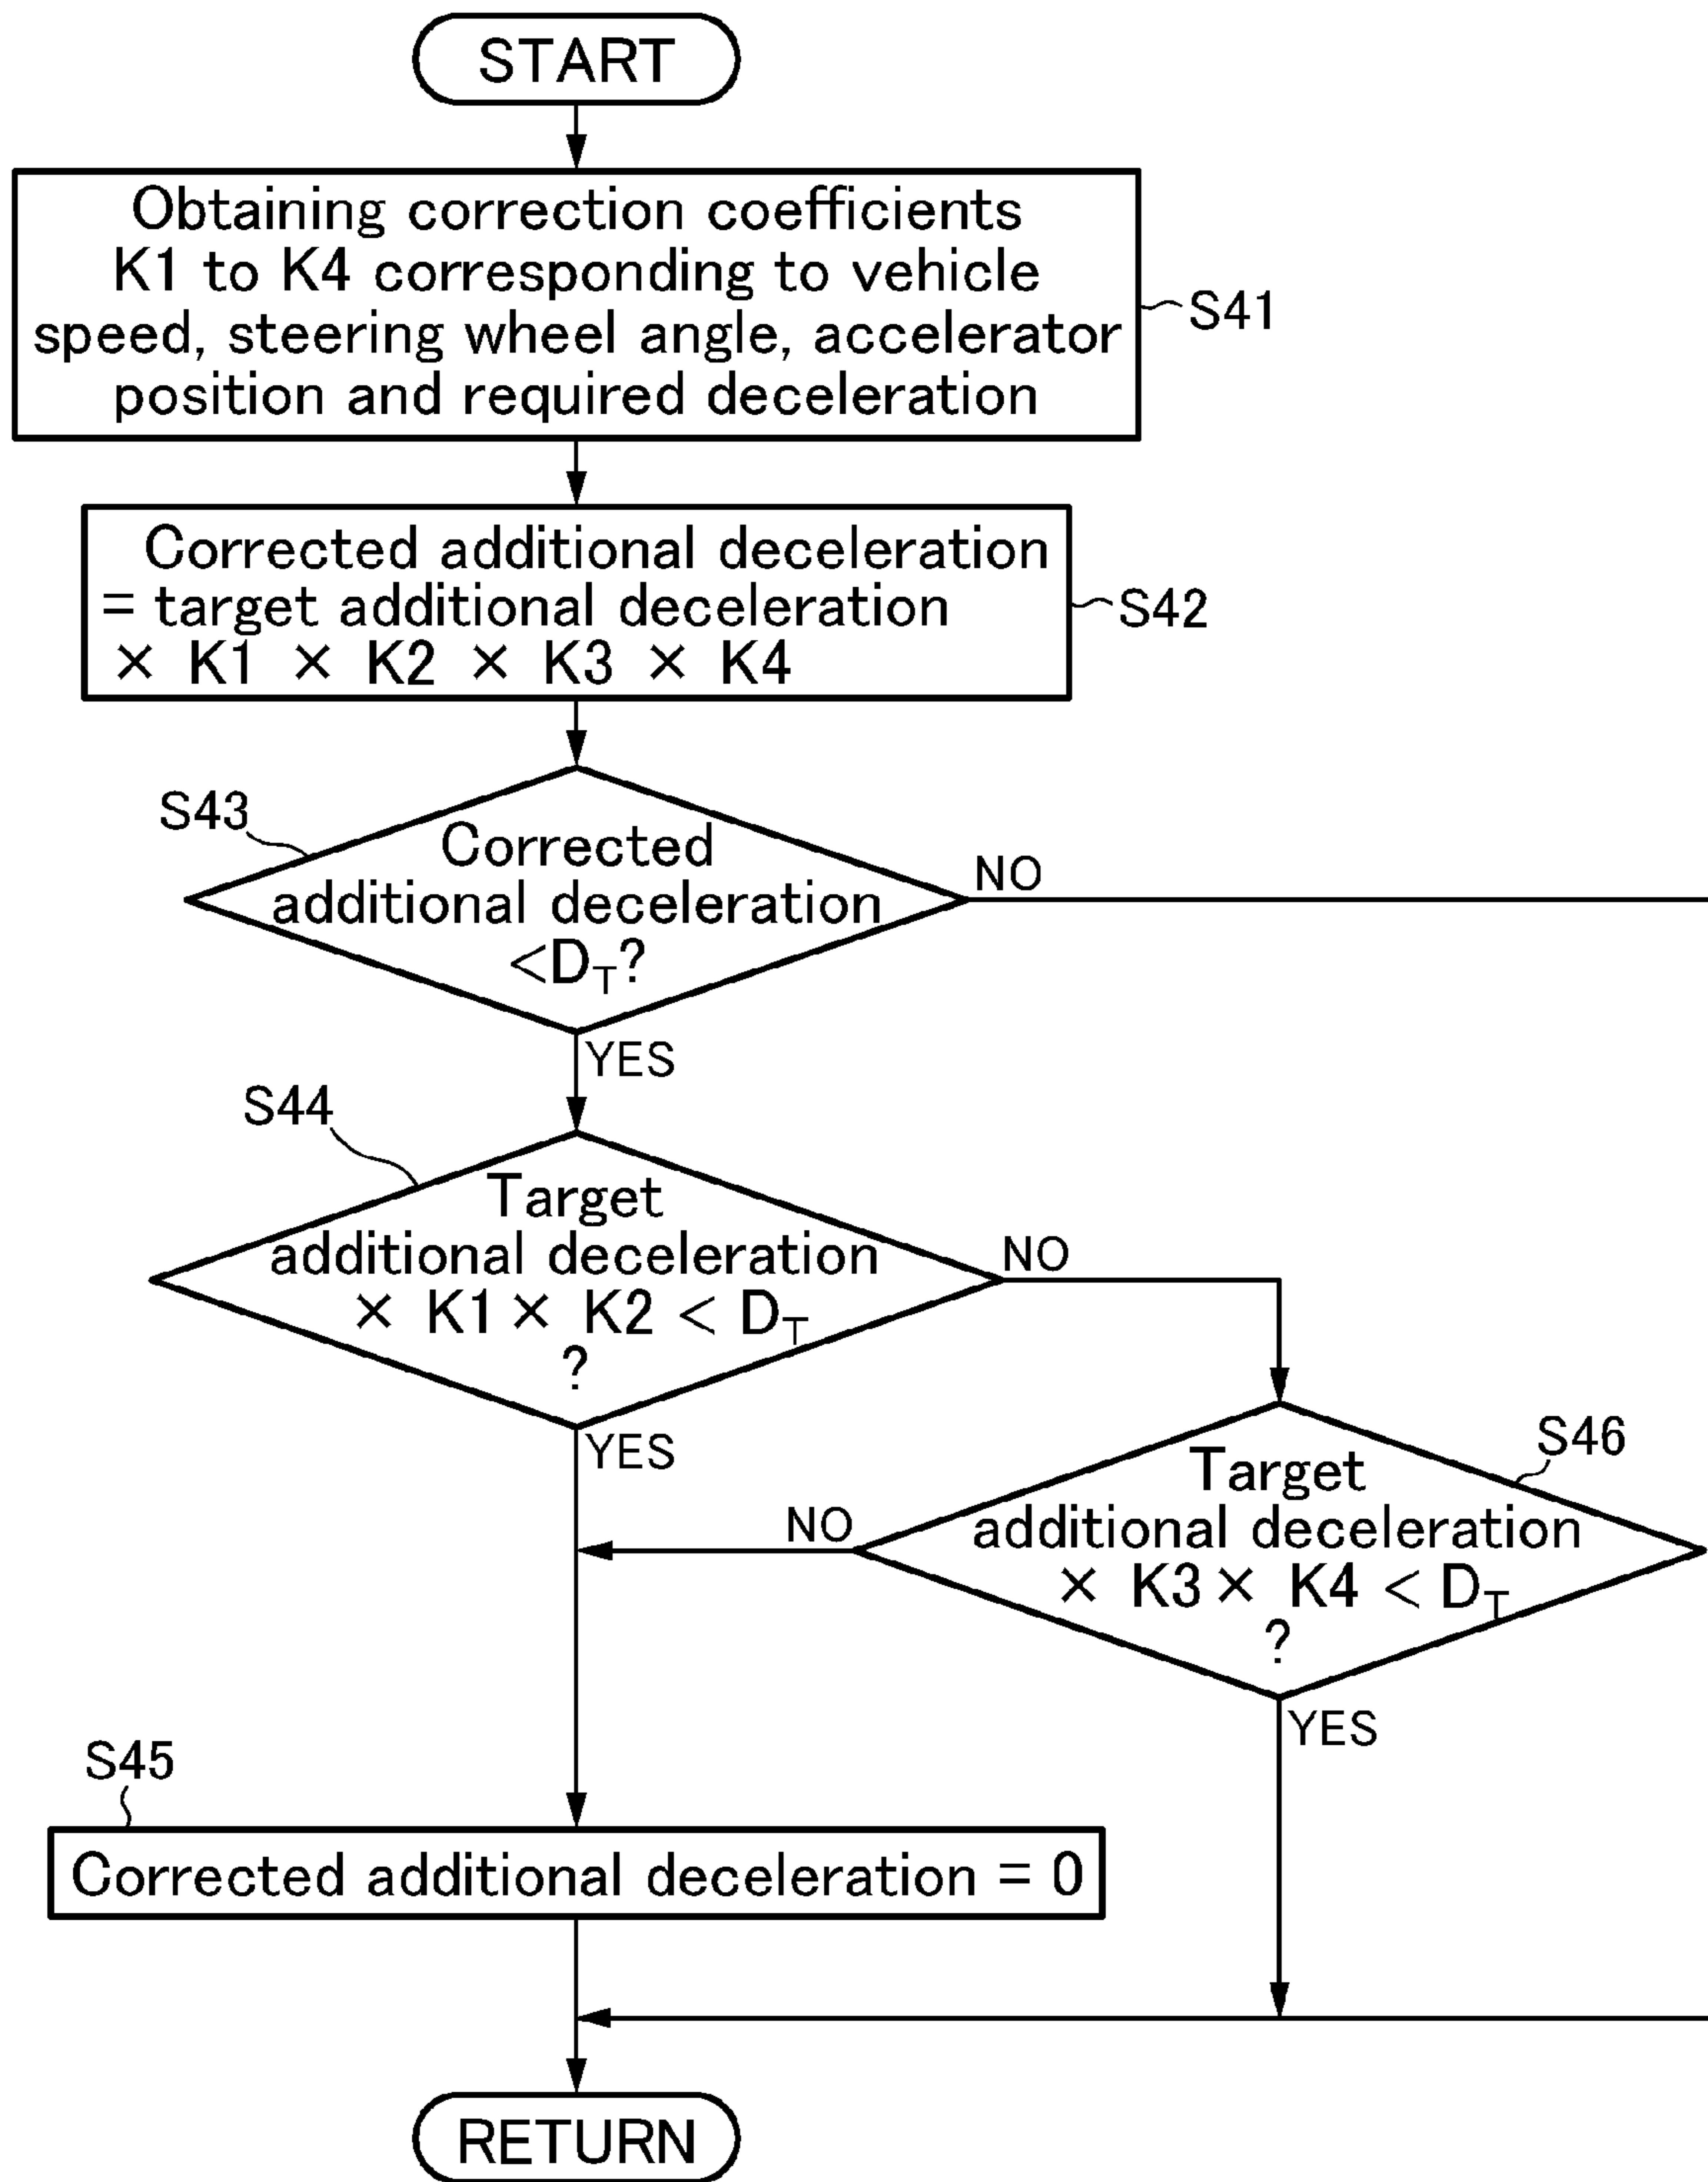 START
Obtaining correction coefficients
K1 to K4 corresponding to vehicle
speed, steering wheel angle, accelerator
position and required deceleration
S41
Corrected additional deceleration
= target additional deceleration
× K1 × K2 × K3 × K4
S42
S43
Corrected
additional deceleration
<D_T?
NO
YES
S44
Target
additional deceleration
× K1 × K2 < D_T
?
NO
YES
S46
Target
additional deceleration
× K3 × K4 < D_T
?
NO
YES
S45
Corrected additional deceleration = 0
RETURN